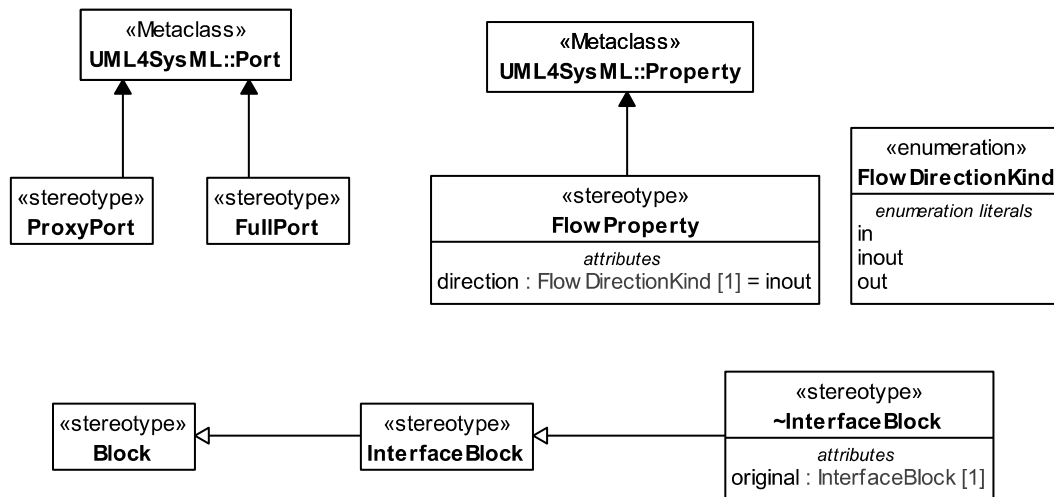 «Metaclass»
UML4SysML::Port
«Metaclass»
UML4SysML::Property
«enumeration»
FlowDirectionKind
enumeration literals
in
inout
out
«stereotype»
ProxyPort
«stereotype»
FullPort
«stereotype»
FlowProperty
attributes
direction : FlowDirectionKind [1] = inout
«stereotype»
Block
«stereotype»
InterfaceBlock
«stereotype»
~InterfaceBlock
attributes
original : InterfaceBlock [1]